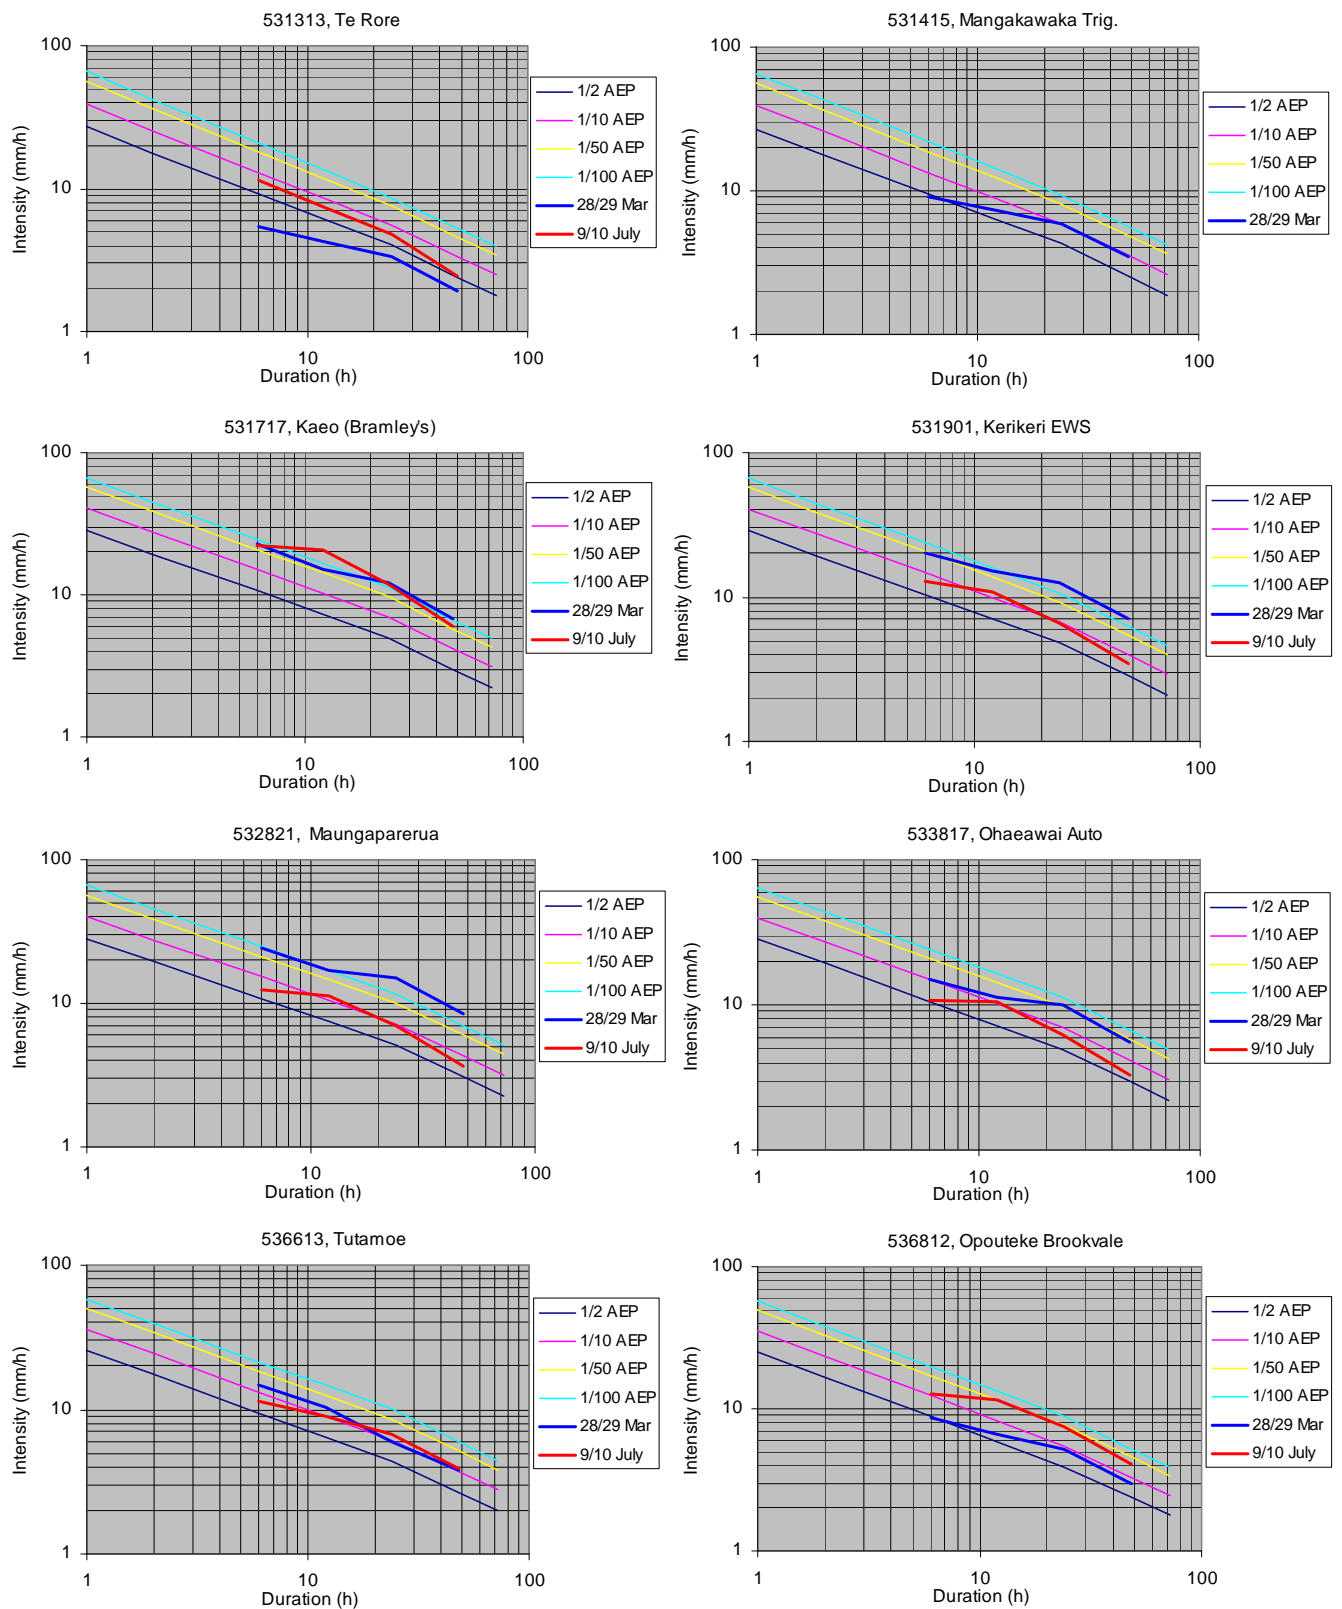 531313, Te Rore
100
10
1
1
10
100
Intensity (mm/h)
Duration (h)
1/2 AEP
1/10 AEP
1/50 AEP
1/100 AEP
28/29 Mar
9/10 July
531415, Mangakawaka Trig.
100
10
1
1
10
100
Intensity (mm/h)
Duration (h)
1/2 AEP
1/10 AEP
1/50 AEP
1/100 AEP
28/29 Mar
531717, Kaeo (Bramley's)
100
10
1
1
10
100
Intensity (mm/h)
Duration (h)
1/2 AEP
1/10 AEP
1/50 AEP
1/100 AEP
28/29 Mar
9/10 July
531901, Kerikeri EWS
100
10
1
1
10
100
Intensity (mm/h)
Duration (h)
1/2 AEP
1/10 AEP
1/50 AEP
1/100 AEP
28/29 Mar
9/10 July
532821, Maungaparerua
100
10
1
1
10
100
Intensity (mm/h)
Duration (h)
1/2 AEP
1/10 AEP
1/50 AEP
1/100 AEP
28/29 Mar
9/10 July
533817, Ohaeawai Auto
100
10
1
1
10
100
Intensity (mm/h)
Duration (h)
1/2 AEP
1/10 AEP
1/50 AEP
1/100 AEP
28/29 Mar
9/10 July
536613, Tutamoe
100
10
1
1
10
100
Intensity (mm/h)
Duration (h)
1/2 AEP
1/10 AEP
1/50 AEP
1/100 AEP
28/29 Mar
9/10 July
536812, Opouteke Brookvale
100
10
1
1
10
100
Intensity (mm/h)
Duration (h)
1/2 AEP
1/10 AEP
1/50 AEP
1/100 AEP
28/29 Mar
9/10 July